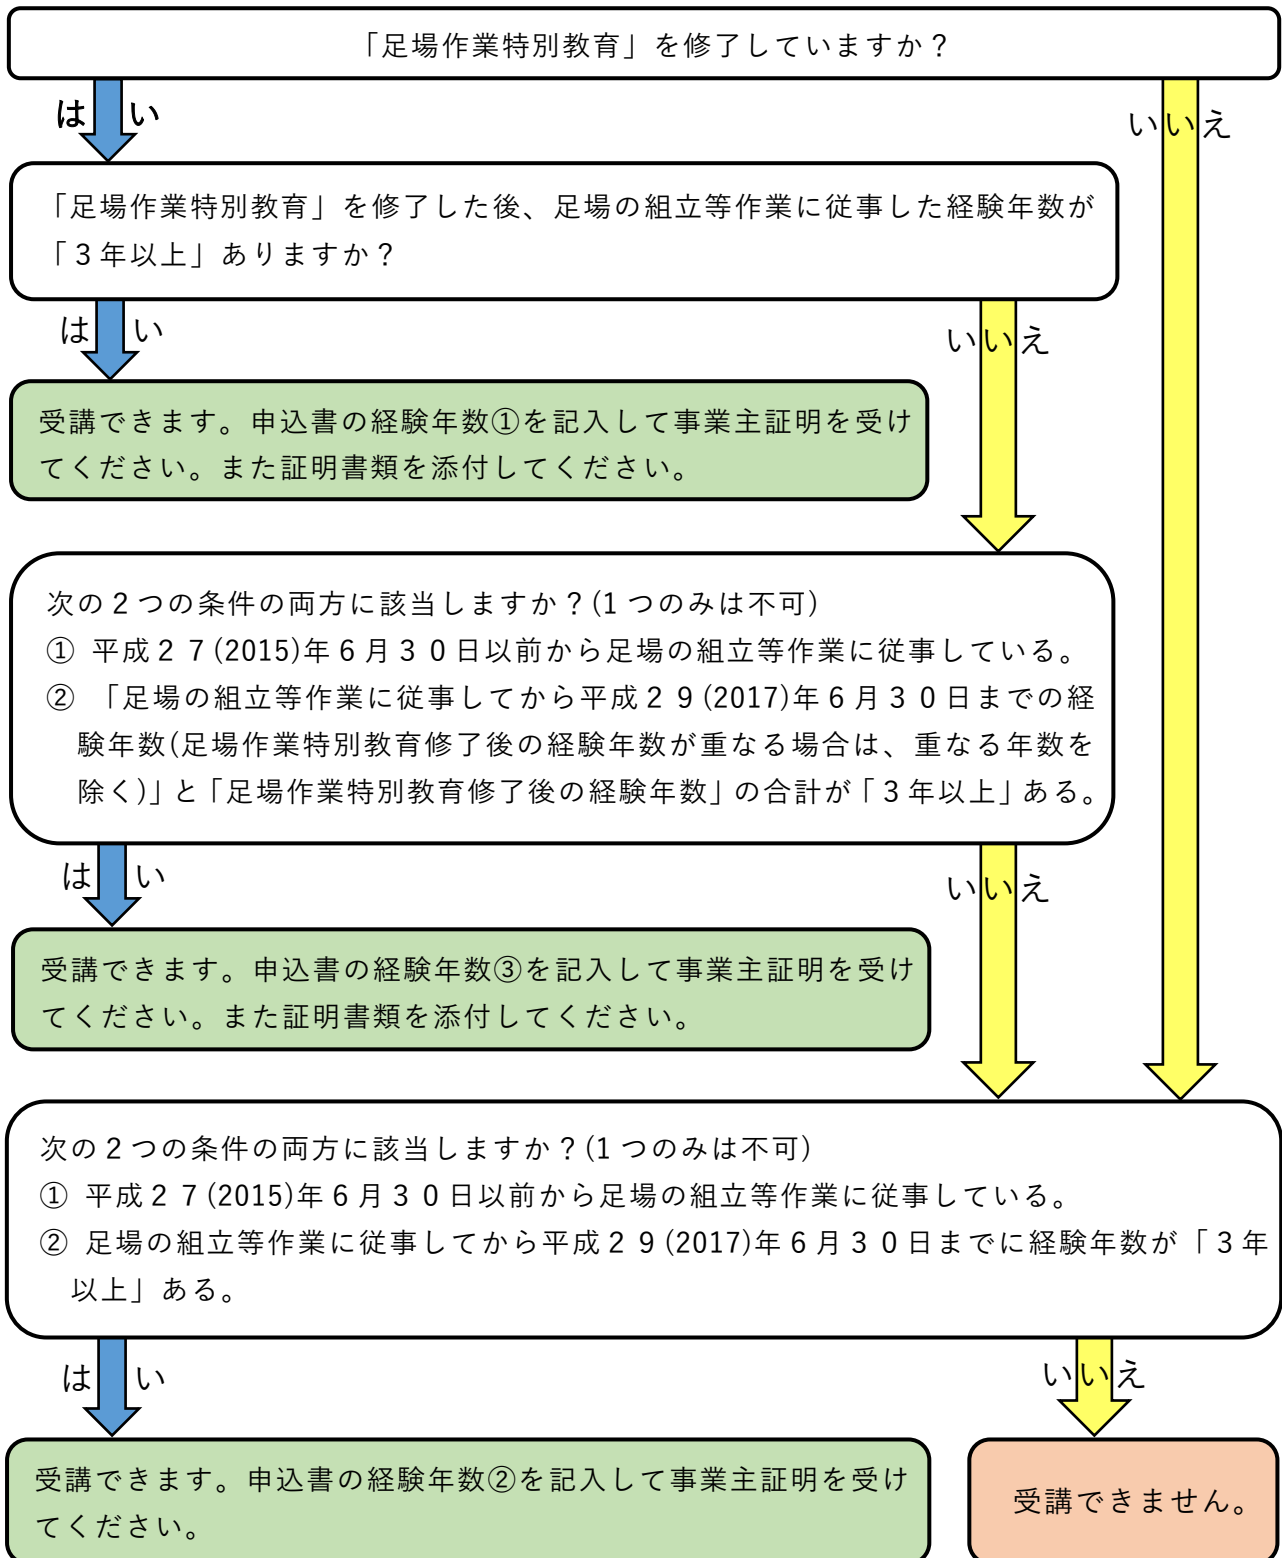 「足場作業特別教育」を修了していますか？
はい
いいえ
「足場作業特別教育」を修了した後、足場の組立等作業に従事した経験年数が
「３年以上」ありますか？
はい
いいえ
受講できます。申込書の経験年数①を記入して事業主証明を受け
てください。また証明書類を添付してください。
次の２つの条件の両方に該当しますか？(１つのみは不可)
① 平成２７(2015)年６月３０日以前から足場の組立等作業に従事している。
② 「足場の組立等作業に従事してから平成２９(2017)年６月３０日までの経
験年数(足場作業特別教育修了後の経験年数が重なる場合は、重なる年数を
除く)」と「足場作業特別教育修了後の経験年数」の合計が「３年以上」ある。
はい
いいえ
受講できます。申込書の経験年数③を記入して事業主証明を受け
てください。また証明書類を添付してください。
次の２つの条件の両方に該当しますか？(１つのみは不可)
① 平成２７(2015)年６月３０日以前から足場の組立等作業に従事している。
② 足場の組立等作業に従事してから平成２９(2017)年６月３０日までに経験年数が「３年
以上」ある。
はい
いいえ
受講できます。申込書の経験年数②を記入して事業主証明を受け
てください。
受講できません。